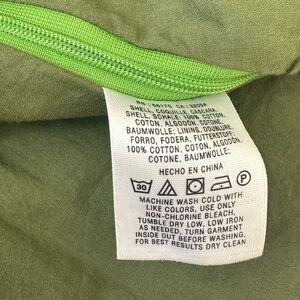 RN : 66170 CA : 32054
SHELL, COQUILLE, CASCARA,
SHELL, SCHALE: 100% COTTON,
COTON, ALGODÓN, COTONE,
BAUMWOLLE; LINING, DOUBLURE,
FORRO, FODERA, FUTTERSTOFF:
100% COTTON, COTON, ALGODÓN,
COTONE, BAUMWOLLE;
HECHO EN CHINA
30 P
MACHINE WASH COLD WITH
LIKE COLORS, USE ONLY
NON-CHLORINE BLEACH,
TUMBLE DRY LOW, LOW IRON
AS NEEDED, TURN GARMENT
INSIDE OUT BEFORE WASHING.
FOR BEST RESULTS DRY CLEAN